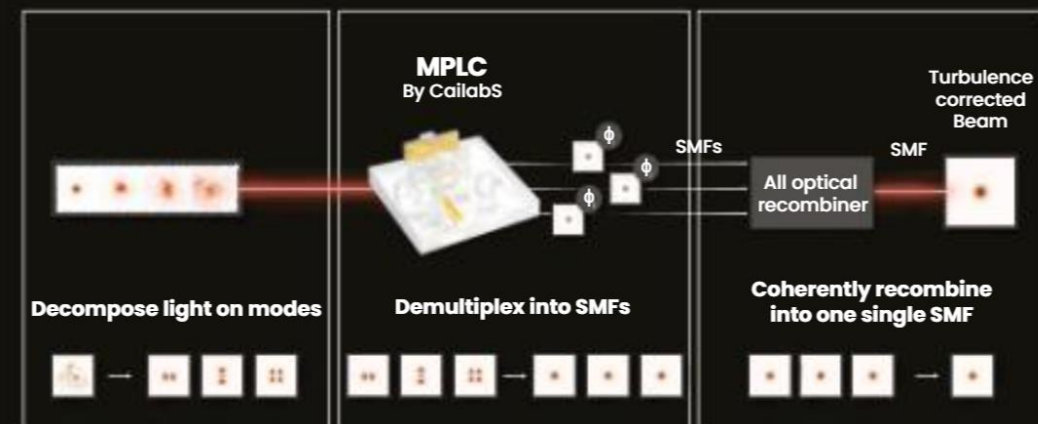 MPLC
By CailabS
Turbulence
corrected
Beam
ϕ
ϕ
ϕ
SMFs
SMF
All optical
recombiner
Decompose light on modes
Demultiplex into SMFs
Coherently recombine
into one single SMF